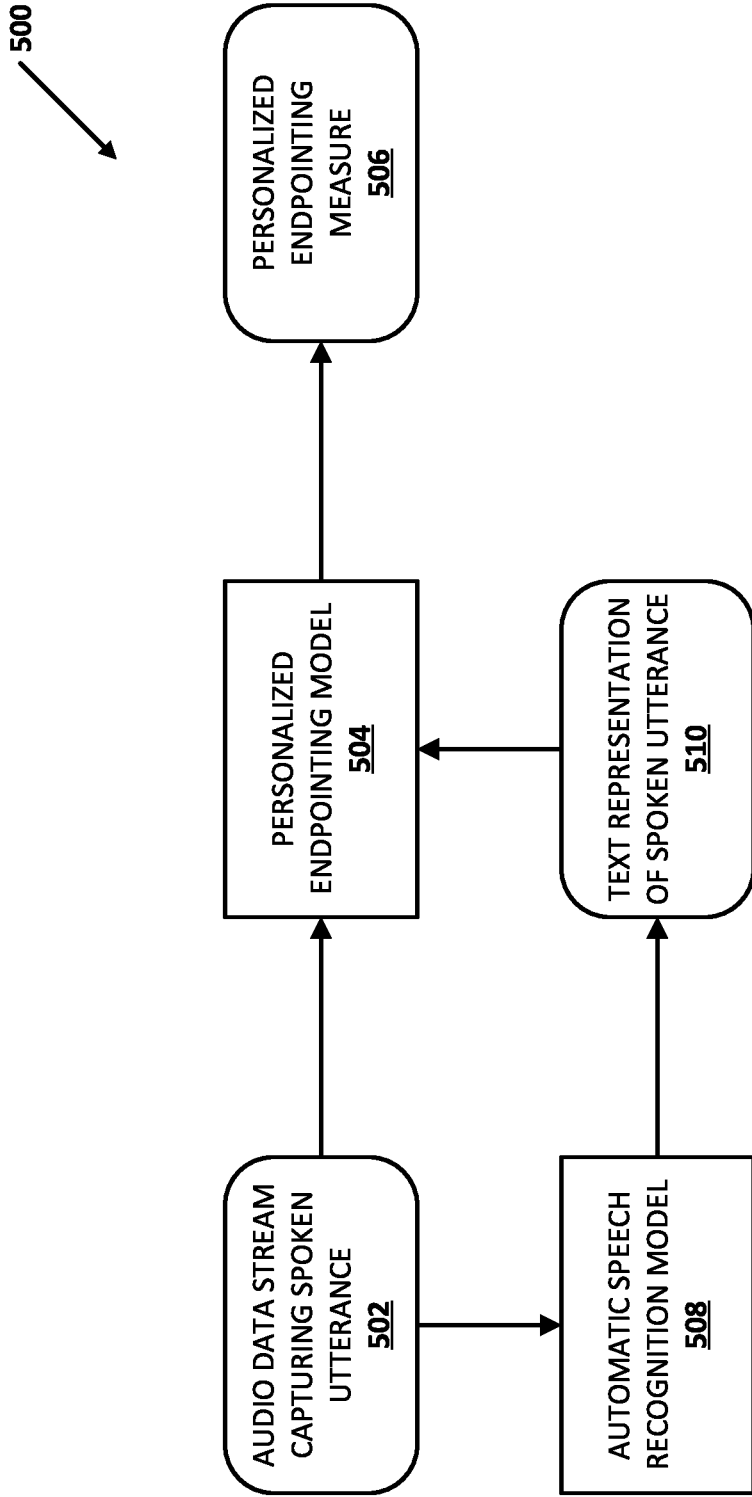 500
AUDIO DATA STREAM
CAPTURING SPOKEN
UTTERANCE
502
PERSONALIZED
ENDPOINTING MODEL
504
PERSONALIZED
ENDPOINTING
MEASURE
506
AUTOMATIC SPEECH
RECOGNITION MODEL
508
TEXT REPRESENTATION
OF SPOKEN UTTERANCE
510